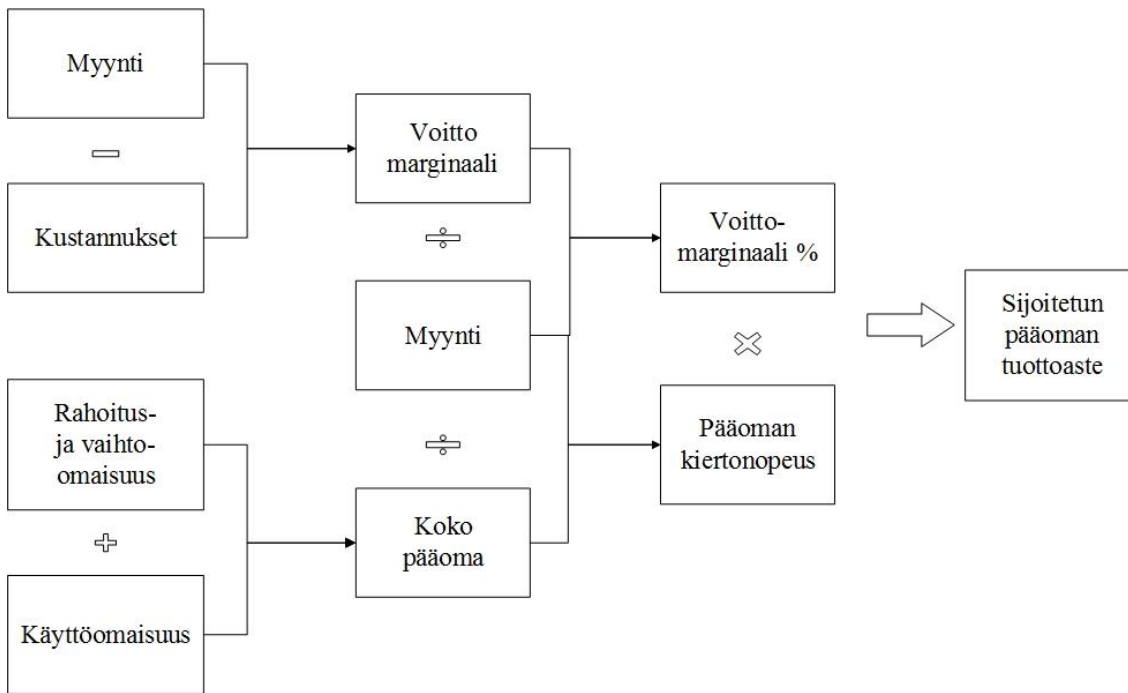 Myynti
Kustannukset
Rahoitus-
ja vaihto-
omaisuus
Käyttöomaisuus
Voitto
marginaali
Myynti
Koko
pääoma
Voitto-
marginaali %
Pääoman
kiertonopeus
Sijoitetun
pääoman
tuottoaste